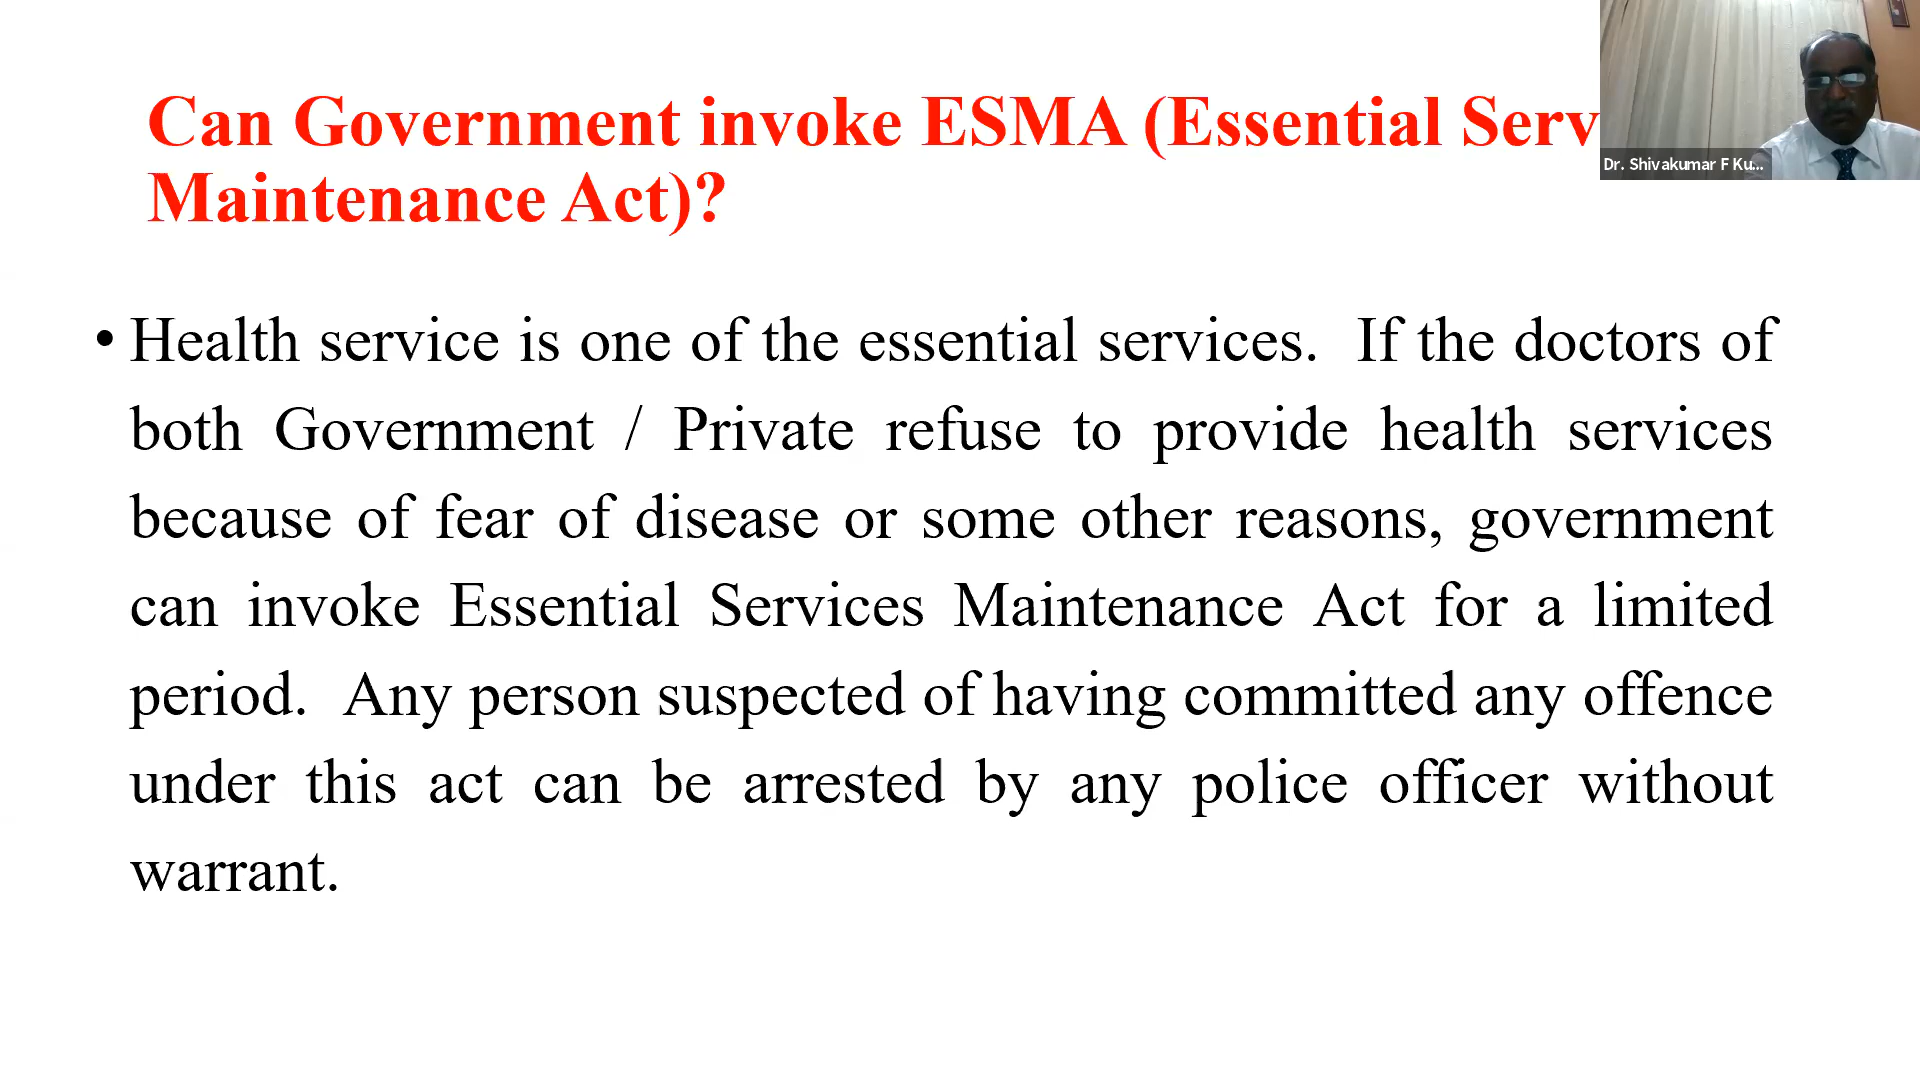 Can Government invoke ESMA (Essential Serv
Maintenance Act)?
Dr. Shivakumar F Ku...
• Health service is one of the essential services. If the doctors of
both Government / Private refuse to provide health services
because of fear of disease or some other reasons, government
can invoke Essential Services Maintenance Act for a limited
period. Any person suspected of having committed any offence
under this act can be arrested by any police officer without
warrant.